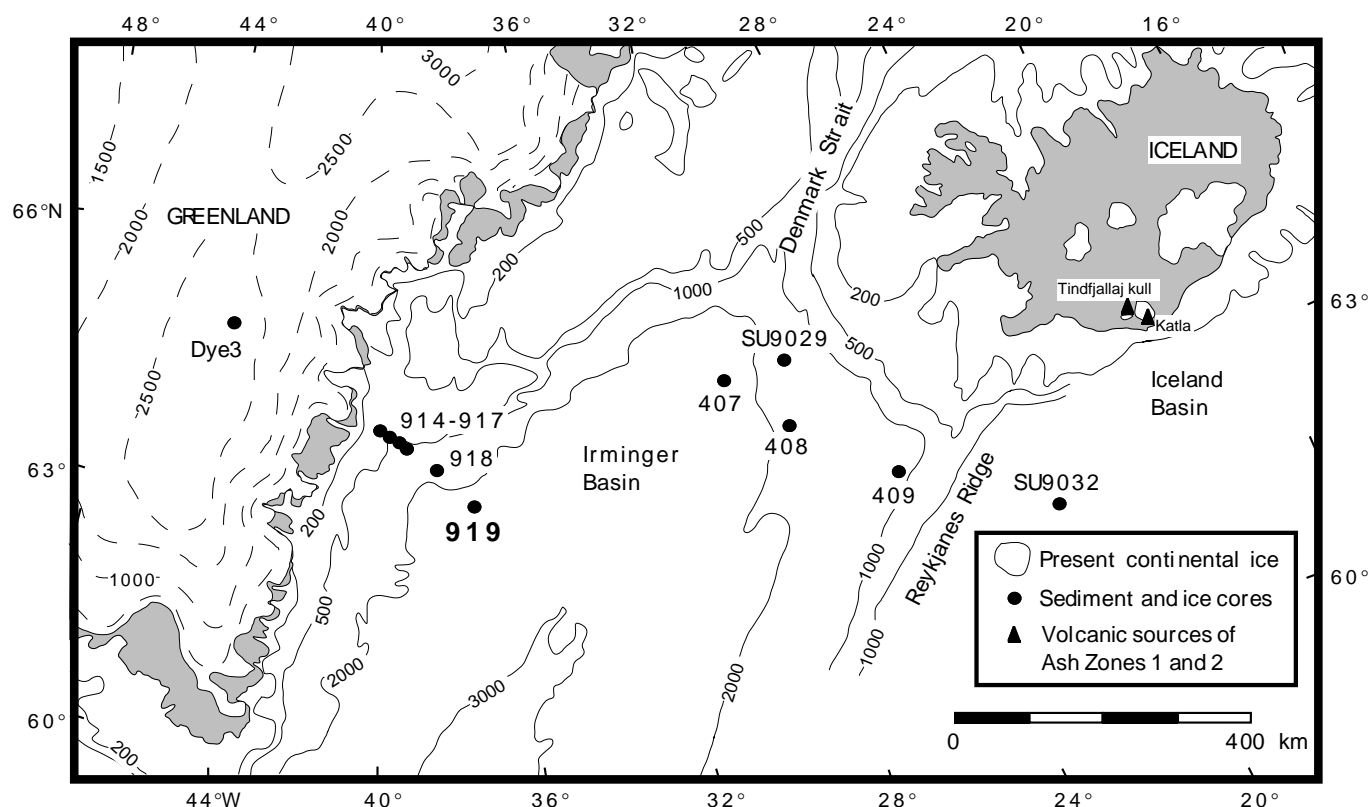 48° 44° 40° 36° 32° 28° 24° 20° 16°
3000
1500
2500
2000
2000
66°N
GREENLAND
Denmark Strait
ICELAND
500
200
1000
200
Tindfjallaj kull
Katla
63°
Dye3
2500
SU9029
500
407
408
Iceland
Basin
914-917
918
63°
919
Irminger
Basin
409
SU9032
Reykjanes Ridge
200
1000
1000
500
2000
3000
2000
1000
60°
60°
200
Present continental ice
Sediment and ice cores
Volcanic sources of
Ash Zones 1 and 2
0 400 km
44°W 40° 36° 32° 28° 24° 20°